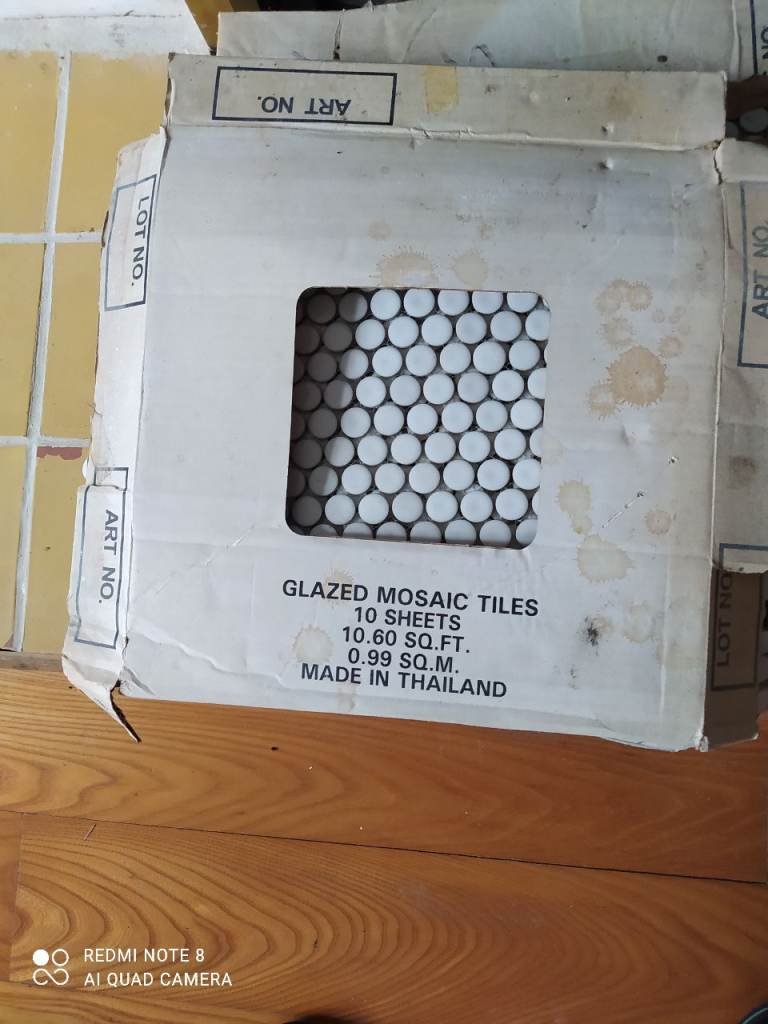 ART NO.
NO.
LOT NO.
ART NO.
ART NO.
GLAZED MOSAIC TILES
10 SHEETS
10.60 SQ.FT.
0.99 SQ.M.
MADE IN THAILAND
LOT NO
REDMI NOTE 8
AI QUAD CAMERA